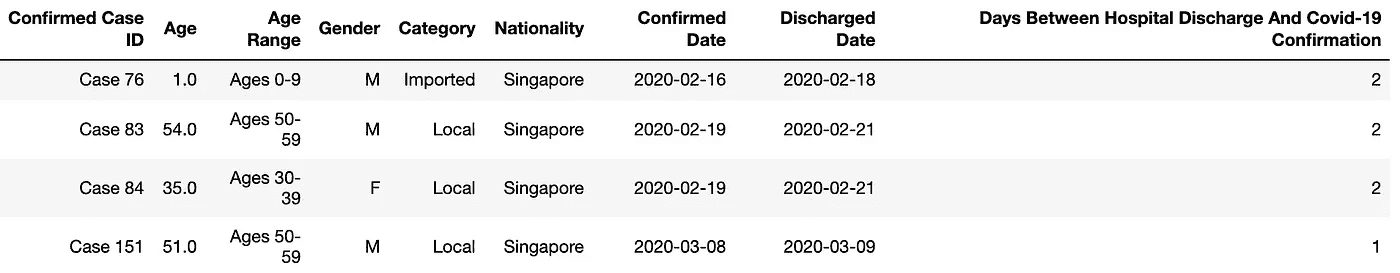 Confirmed Case ID Age Age Range Gender Category Nationality Confirmed Date Discharged Date Days Between Hospital Discharge And Covid-19 Confirmation
Case 76 1.0 Ages 0-9 M Imported Singapore 2020-02-16 2020-02-18 2
Case 83 54.0 Ages 50-59 M Local Singapore 2020-02-19 2020-02-21 2
Case 84 35.0 Ages 30-39 F Local Singapore 2020-02-19 2020-02-21 2
Case 151 51.0 Ages 50-59 M Local Singapore 2020-03-08 2020-03-09 1